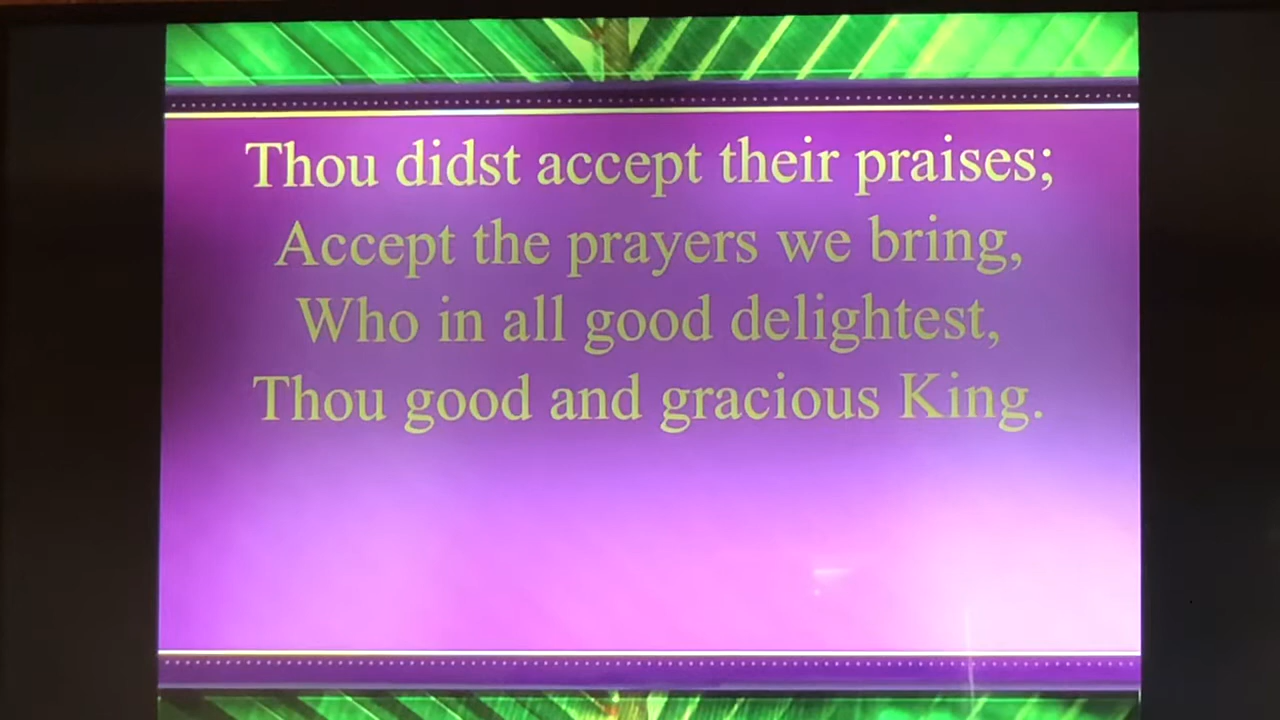 Thou didst accept their praises;
Accept the prayers we bring,
Who in all good delightest,
Thou good and gracious King.